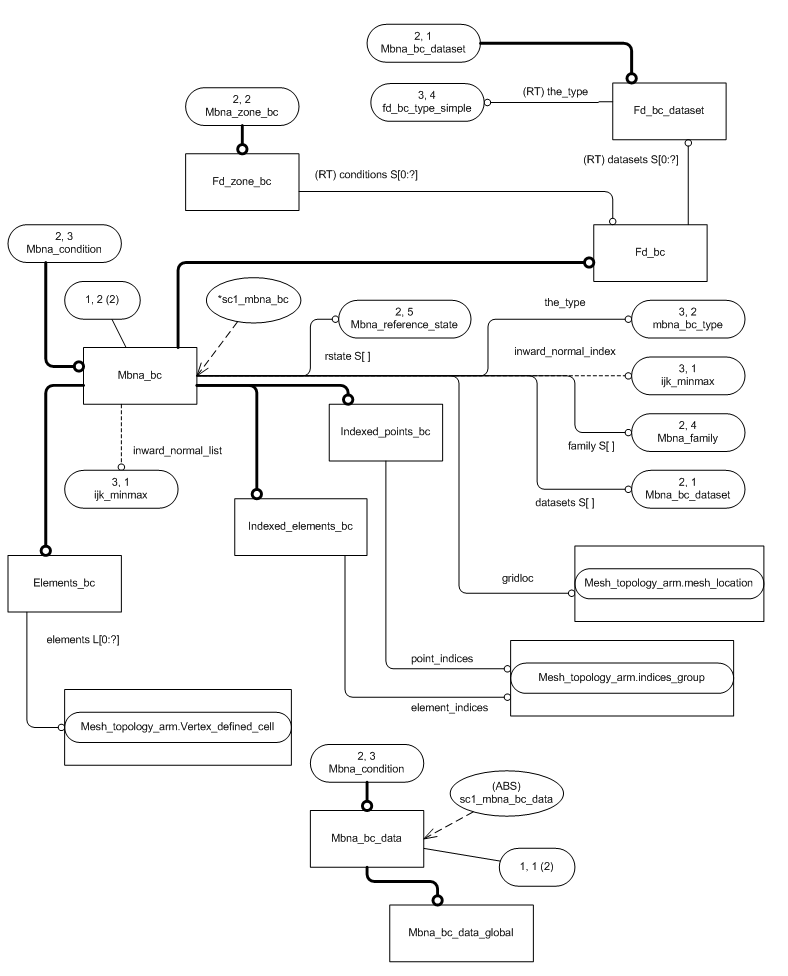 2, 1
Mbna_bc_dataset
3, 4
fd_bc_type_simple
(RT) the_type
Fd_bc_dataset
2, 2
Mbna_zone_bc
Fd_zone_bc
(RT) conditions S[0:?]
(RT) datasets S[0:?]
Fd_bc
2, 3
Mbna_condition
1, 2 (2)
*sc1_mbna_bc
Mbna_bc
2, 5
Mbna_reference_state
rstate S[ ]
the_type
3, 2
mbna_bc_type
inward_normal_index
3, 1
ijk_minmax
Indexed_points_bc
2, 4
Mbna_family
family S[ ]
inward_normal_list
3, 1
ijk_minmax
2, 1
Mbna_bc_dataset
datasets S[ ]
Indexed_elements_bc
Elements_bc
gridloc
Mesh_topology_arm.mesh_location
elements L[0:?]
point_indices
Mesh_topology_arm.indices_group
element_indices
Mesh_topology_arm.Vertex_defined_cell
2, 3
Mbna_condition
(ABS)
sc1_mbna_bc_data
Mbna_bc_data
1, 1 (2)
Mbna_bc_data_global